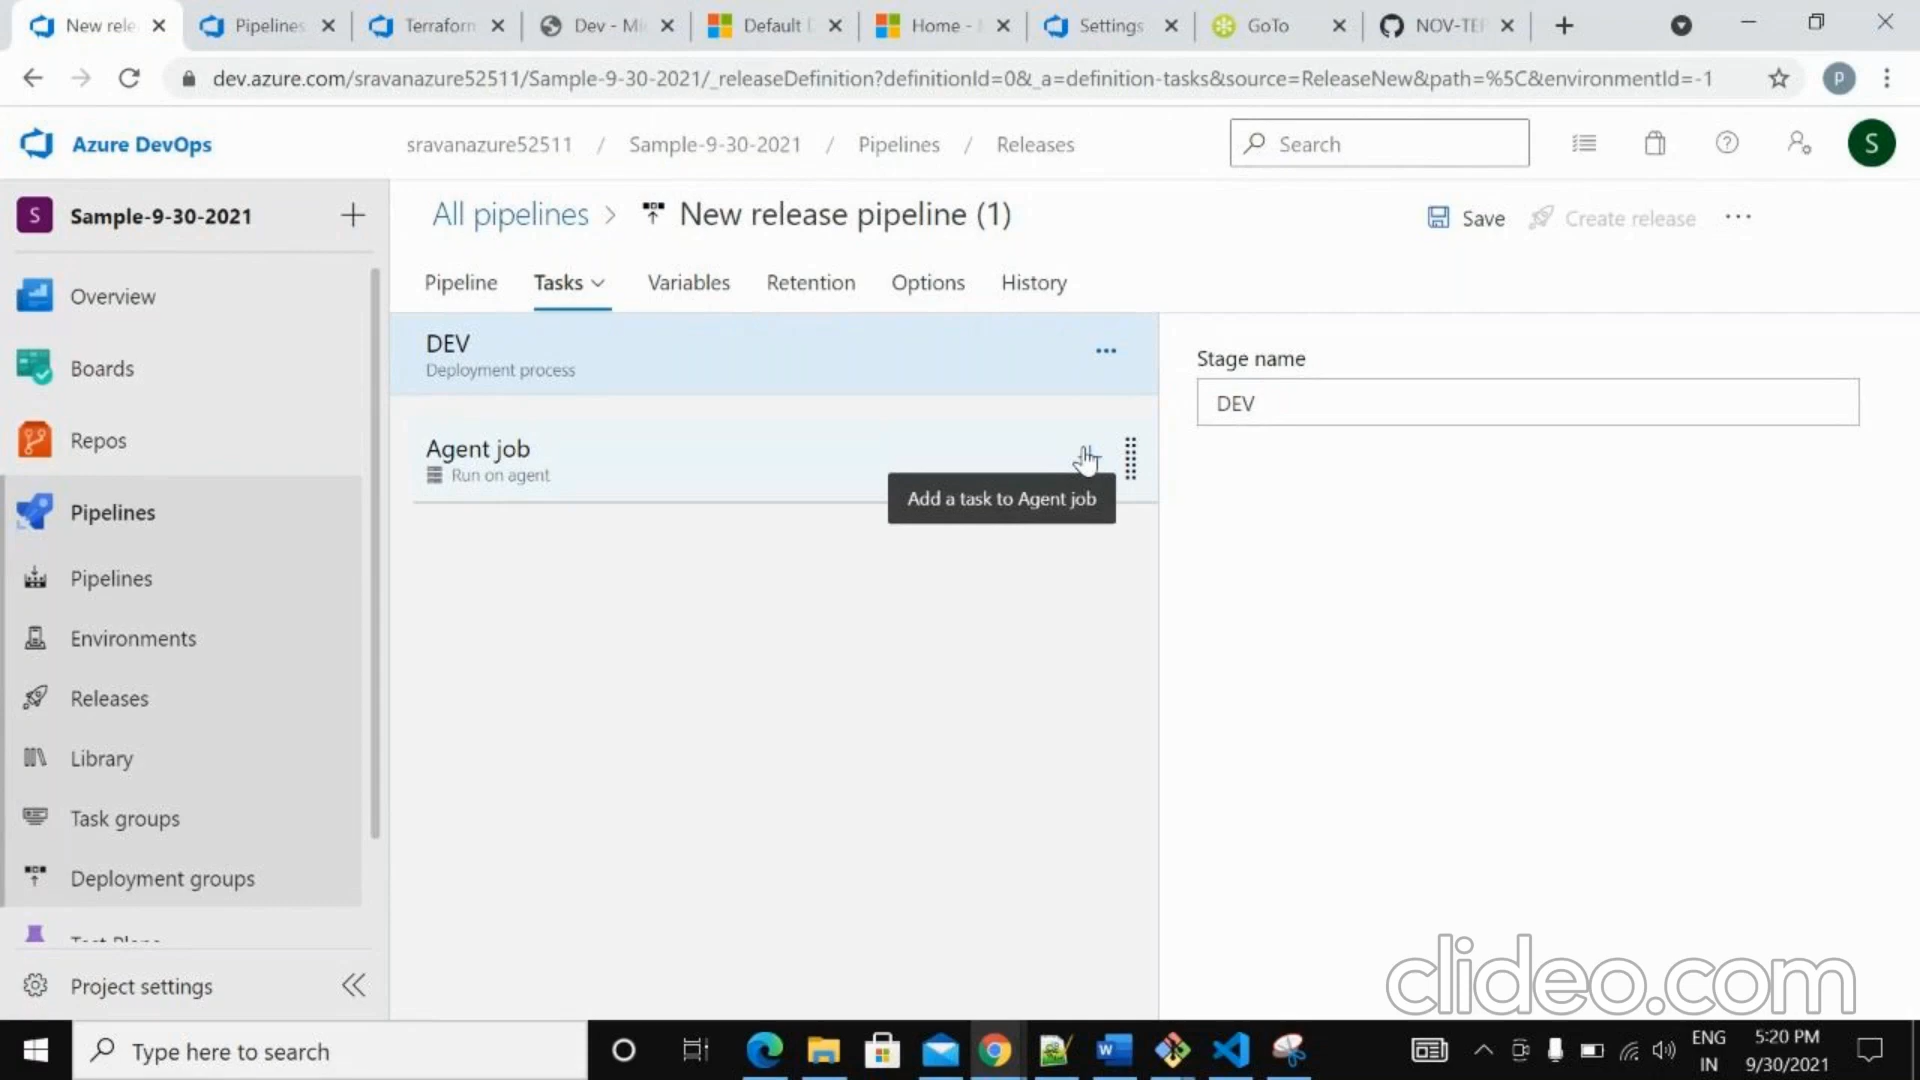 New rele
Pipelines
Terraform
Dev - Mi
Default
Home -
Settings
GoTo
NOV-TEF
dev.azure.com/sravanazure52511/Sample-9-30-2021/_releaseDefinition?definitionId=0&_a=definition-tasks&source=ReleaseNew&path=%5C&environmentId=-1
P
Azure DevOps
sravanazure52511 / Sample-9-30-2021 / Pipelines / Releases
Search
S
S
Sample-9-30-2021
All pipelines > New release pipeline (1)
Save
Create release
Pipeline
Tasks
Variables
Retention
Options
History
Overview
Boards
Repos
Pipelines
Pipelines
Environments
Releases
Library
Task groups
Deployment groups
Test Plans
Project settings
DEV
Deployment process
Agent job
Run on agent
Add a task to Agent job
Stage name
DEV
clideo.com
Type here to search
ENG
IN
5:20 PM
9/30/2021